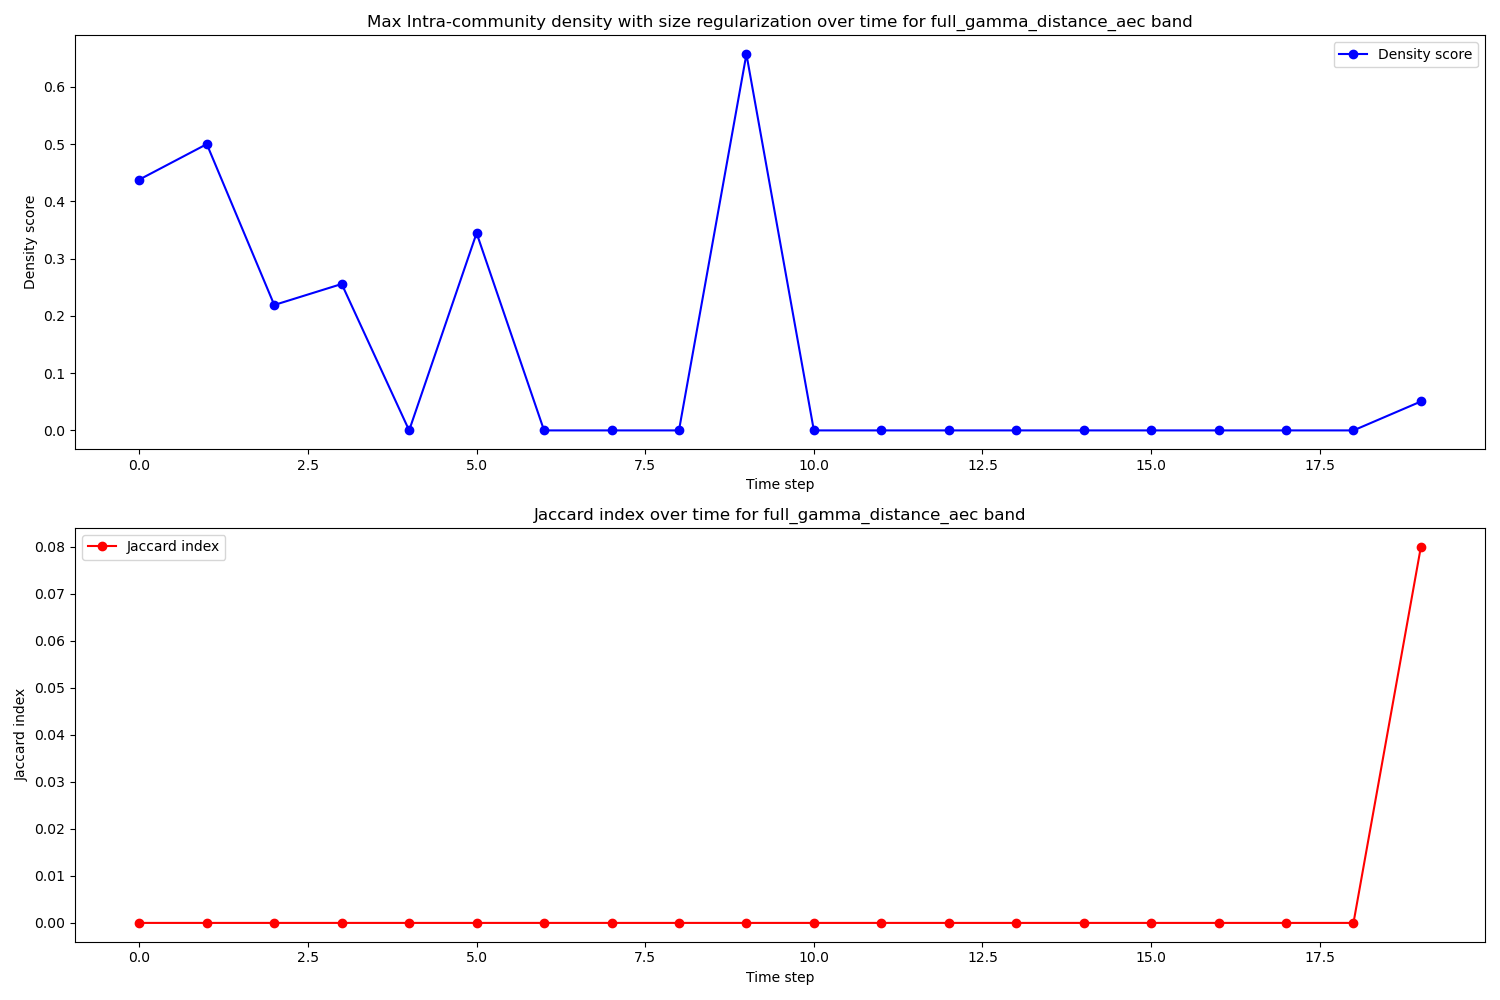 Max Intra-community density with size regularization over time for full_gamma_distance_aec band
Density score
0.6
0.5
0.4
0.3
0.2
0.1
0.0
Density score
0.0 2.5 5.0 7.5 10.0 12.5 15.0 17.5
Time step
Jaccard index over time for full_gamma_distance_aec band
Jaccard index
0.08
0.07
0.06
0.05
0.04
0.03
0.02
0.01
0.00
Jaccard index
0.0 2.5 5.0 7.5 10.0 12.5 15.0 17.5
Time step